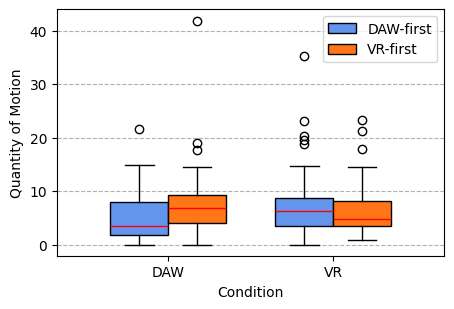 DAW-first
VR-first
Quantity of Motion
40
30
20
10
0
DAW
VR
Condition